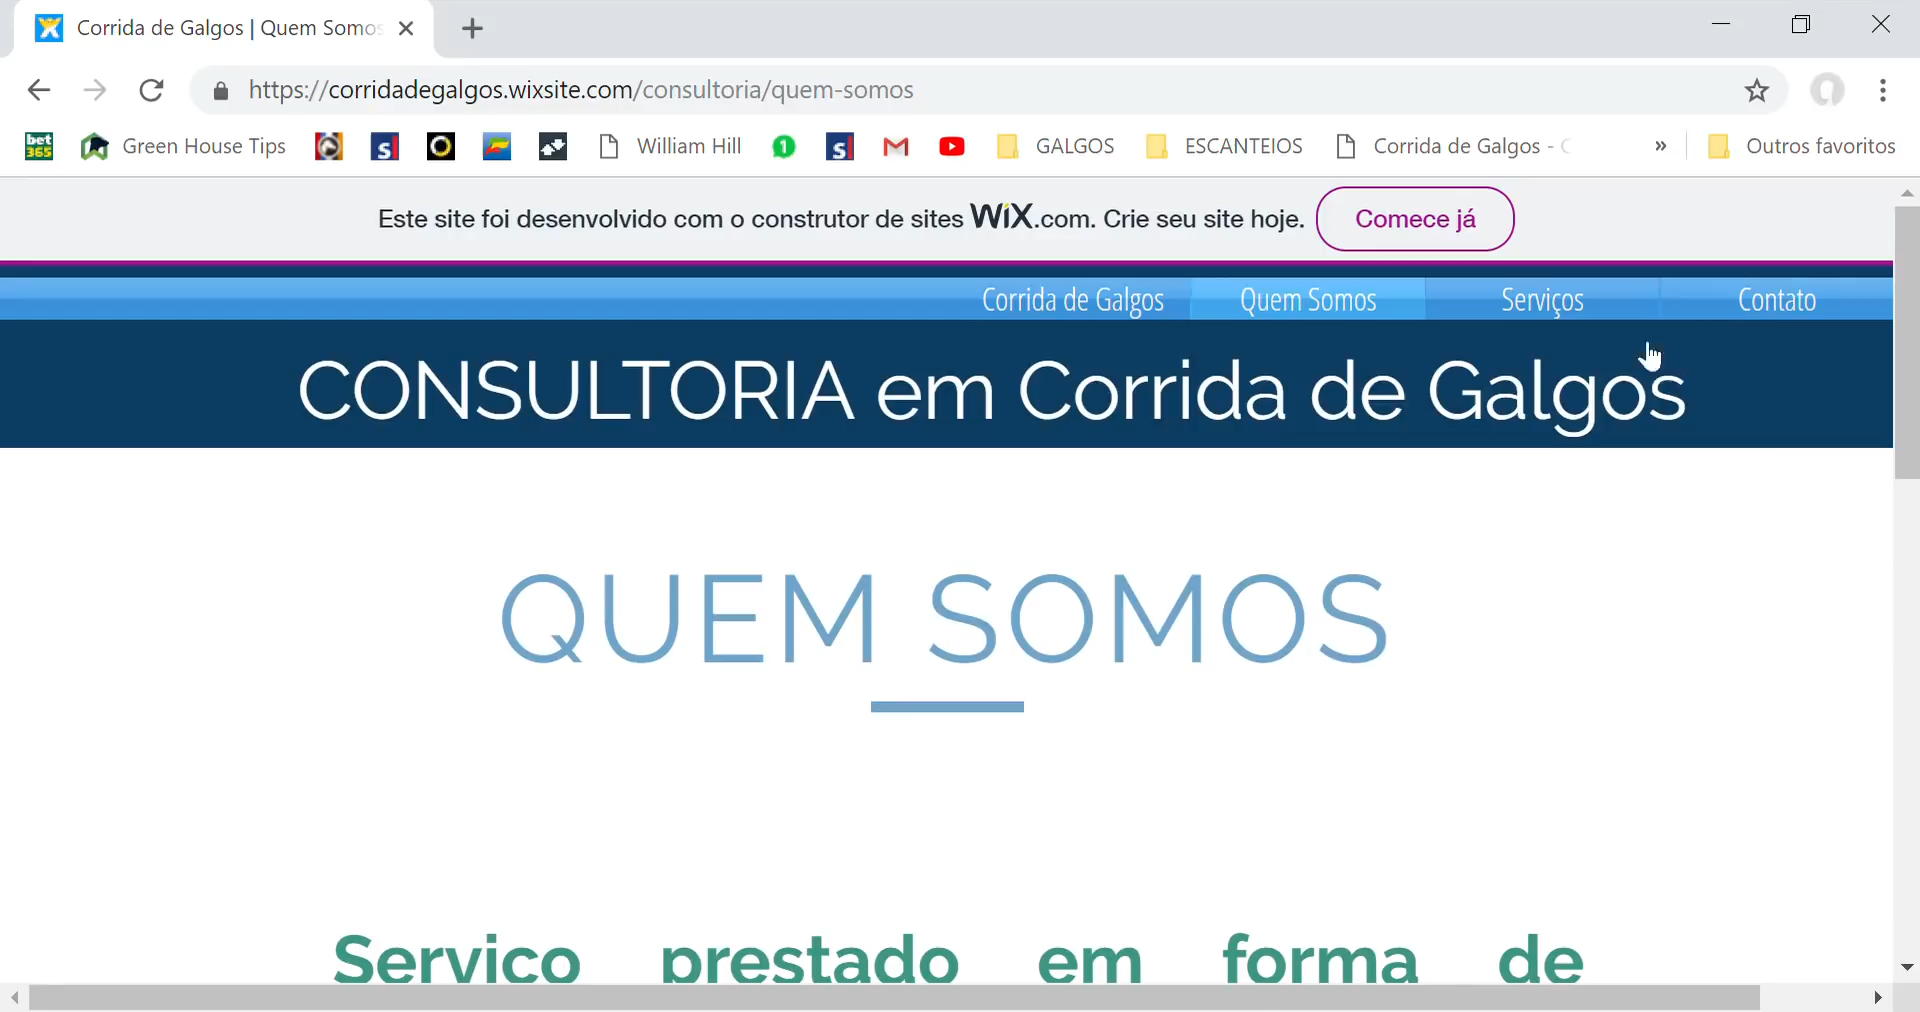 Corrida de Galgos | Quem Somos
https://corridadegalgos.wixsite.com/consultoria/quem-somos
bet365 Green House Tips William Hill 1 GALGOS ESCANTEIOS Corrida de Galgos - C » Outros favoritos
Este site foi desenvolvido com o construtor de sites WiX.com. Crie seu site hoje. Comece já
Corrida de Galgos Quem Somos Serviços Contato
CONSULTORIA em Corrida de Galgos
QUEM SOMOS
Serviço prestado em forma de